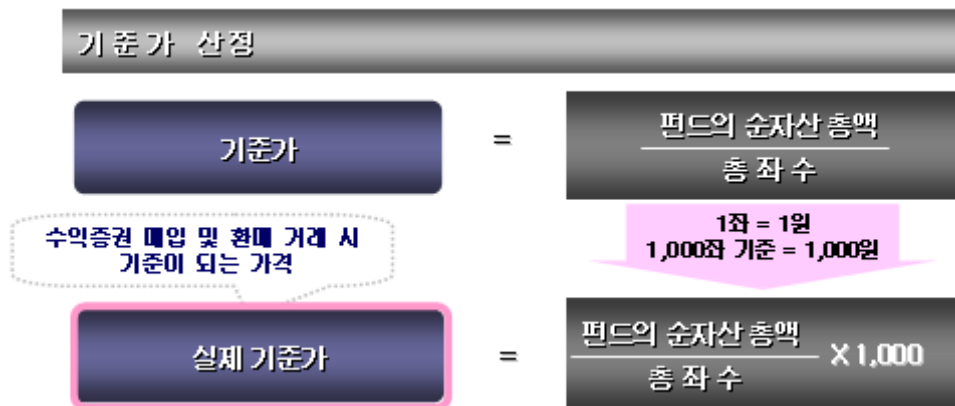 기준가 산정
기준가
=
펀드의 순자산 총액
총 좌 수
수익증권 매입 및 환매 거래 시
기준이 되는 가격
1좌 = 1원
1,000좌 기준 = 1,000원
실제 기준가
=
펀드의 순자산 총액
총 좌 수
X 1,000